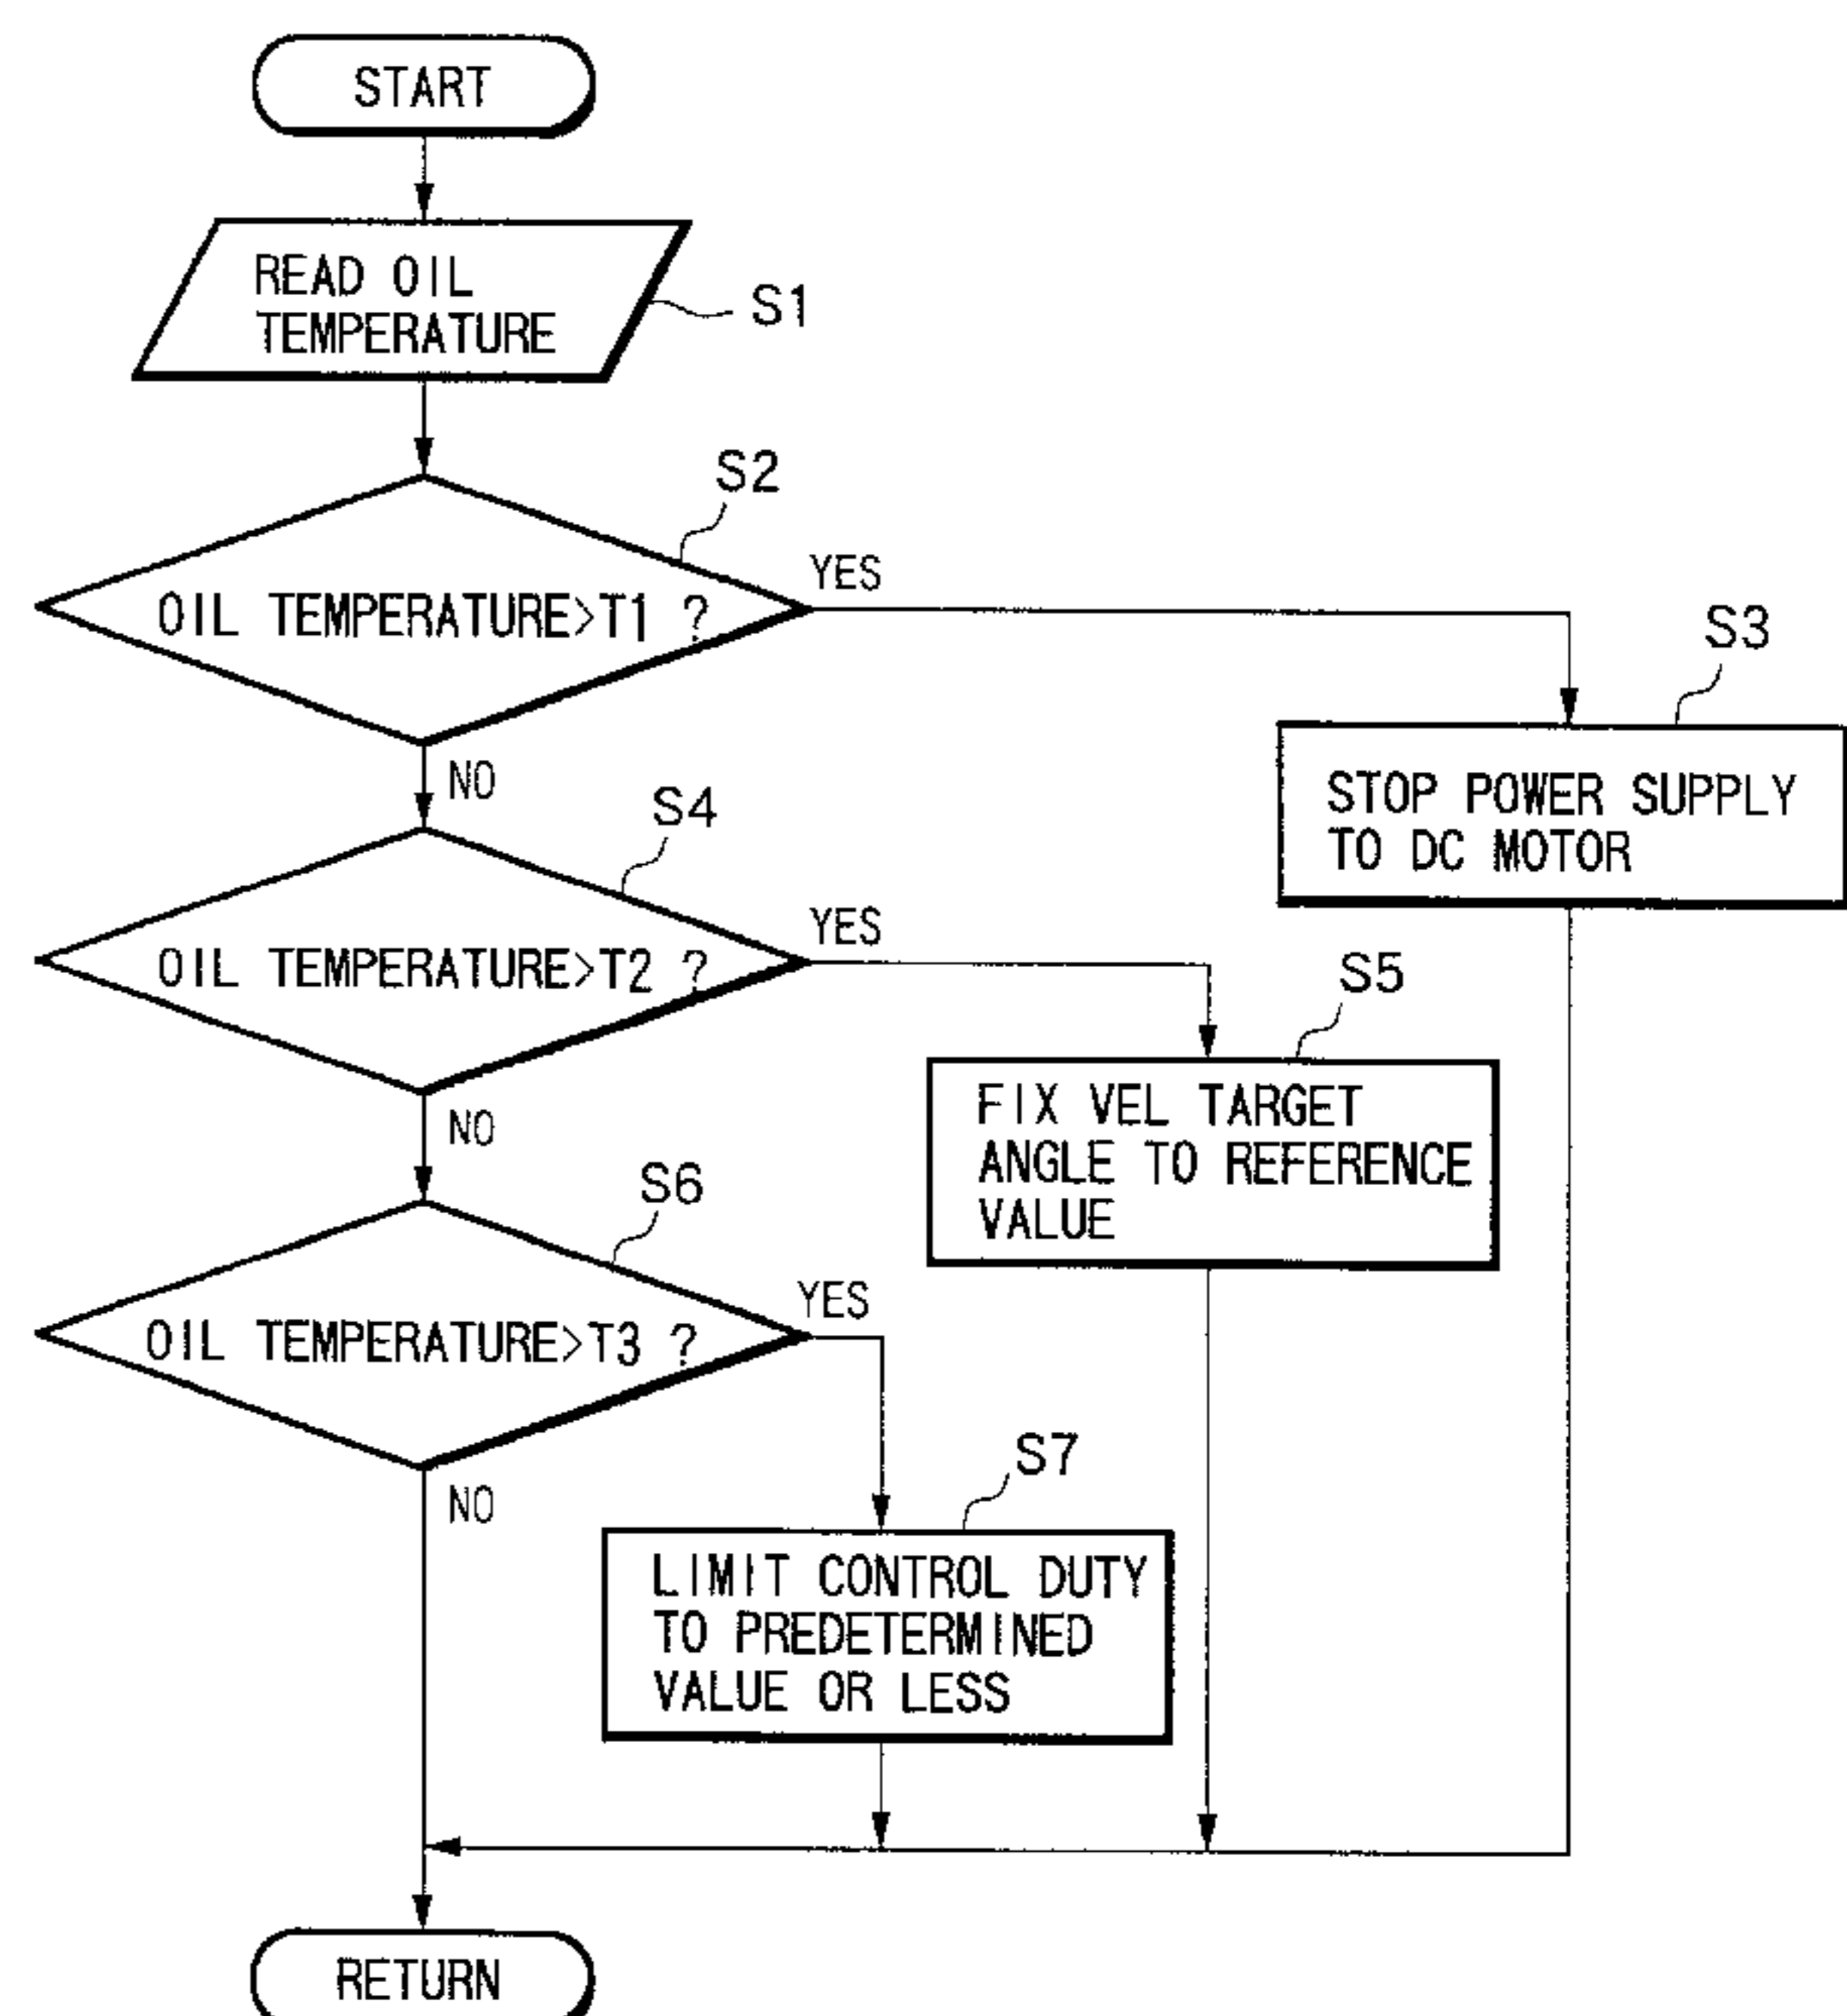 START
READ OIL
TEMPERATURE
S1
S2
OIL TEMPERATURE>T1 ?
YES
NO
S3
STOP POWER SUPPLY
TO DC MOTOR
S4
OIL TEMPERATURE>T2 ?
YES
NO
S5
FIX VEL TARGET
ANGLE TO REFERENCE
VALUE
S6
OIL TEMPERATURE>T3 ?
YES
NO
S7
LIMIT CONTROL DUTY
TO PREDETERMINED
VALUE OR LESS
RETURN